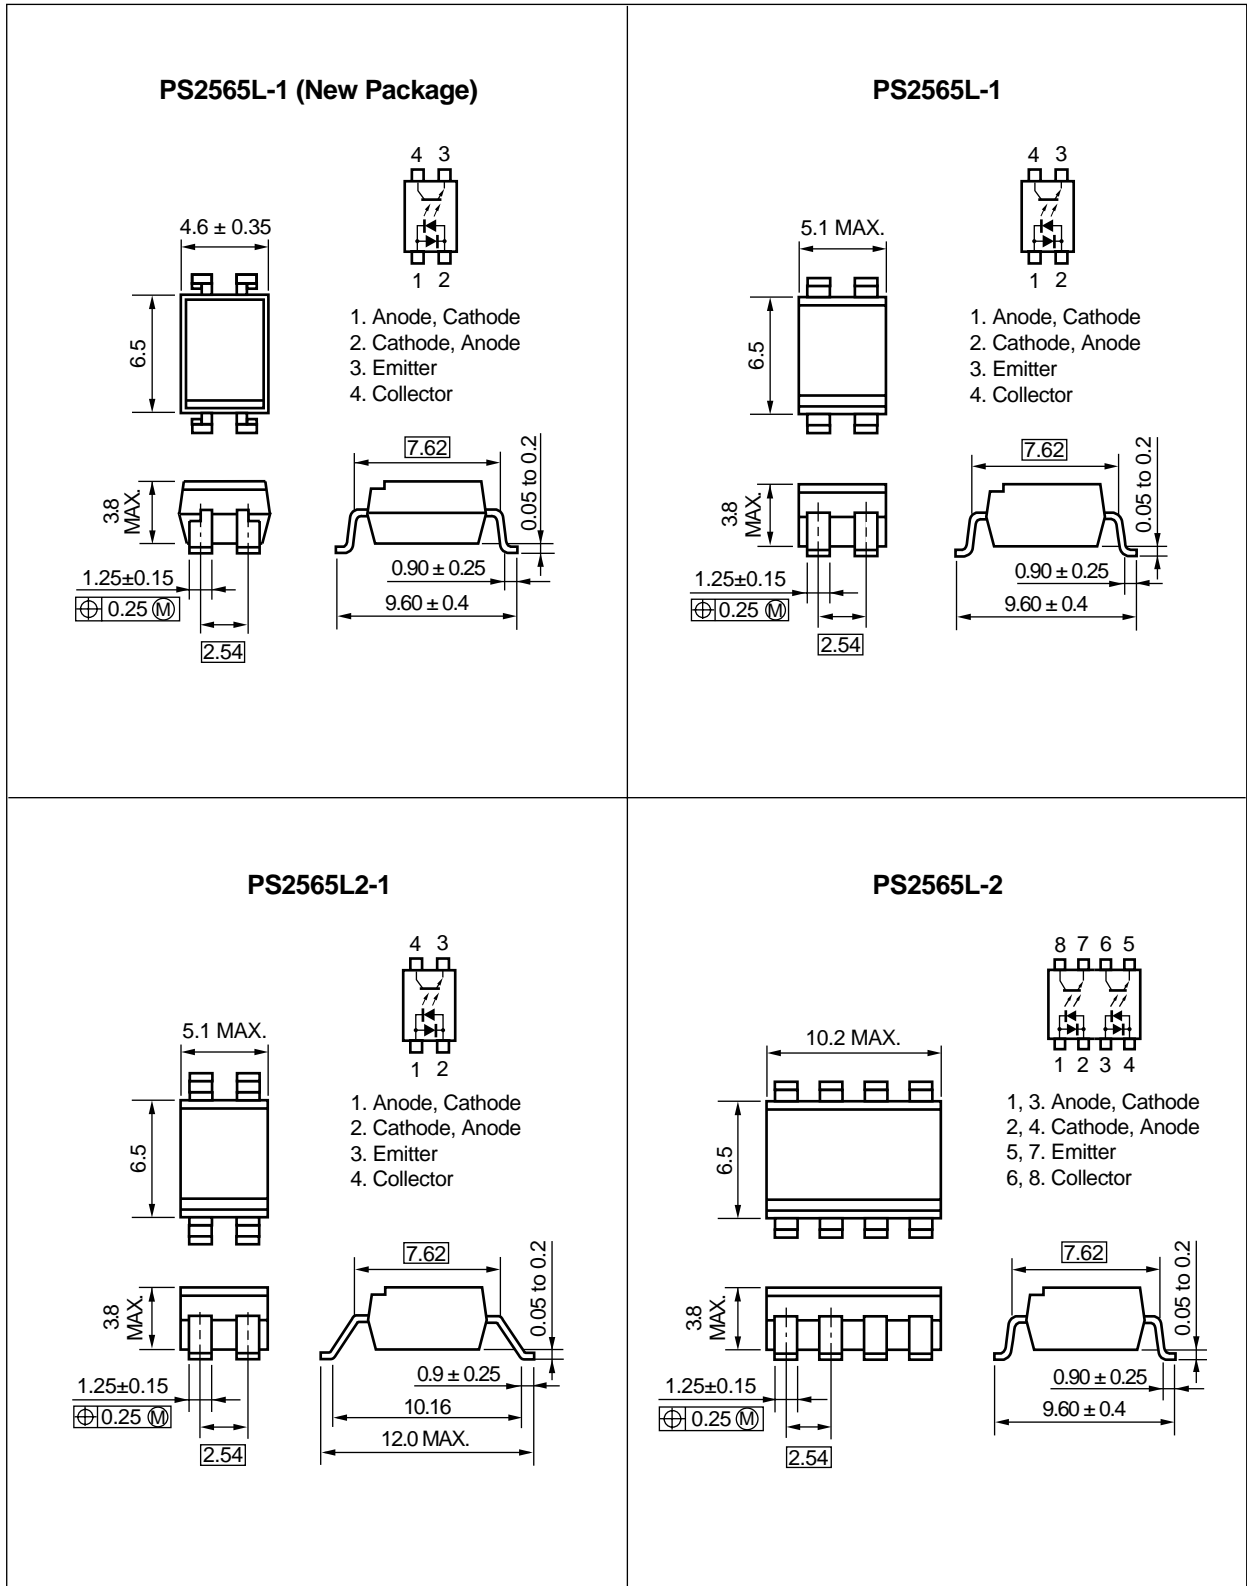 PS2565L-1 (New Package)
4 3
4.6 ± 0.35
1 2
1. Anode, Cathode
2. Cathode, Anode
3. Emitter
4. Collector
6.5
7.62
3.8
MAX.
0.05 to 0.2
1.25±0.15
0.90 ± 0.25
0.25 Ⓜ
9.60 ± 0.4
2.54
PS2565L-1
4 3
5.1 MAX.
1 2
1. Anode, Cathode
2. Cathode, Anode
3. Emitter
4. Collector
6.5
7.62
3.8
MAX.
0.05 to 0.2
1.25±0.15
0.90 ± 0.25
0.25 Ⓜ
9.60 ± 0.4
2.54
PS2565L2-1
4 3
5.1 MAX.
1 2
1. Anode, Cathode
2. Cathode, Anode
3. Emitter
4. Collector
6.5
7.62
3.8
MAX.
0.05 to 0.2
1.25±0.15
0.9 ± 0.25
0.25 Ⓜ
10.16
12.0 MAX.
2.54
PS2565L-2
8 7 6 5
10.2 MAX.
1 2 3 4
1, 3. Anode, Cathode
2, 4. Cathode, Anode
5, 7. Emitter
6, 8. Collector
6.5
7.62
3.8
MAX.
0.05 to 0.2
1.25±0.15
0.90 ± 0.25
0.25 Ⓜ
9.60 ± 0.4
2.54